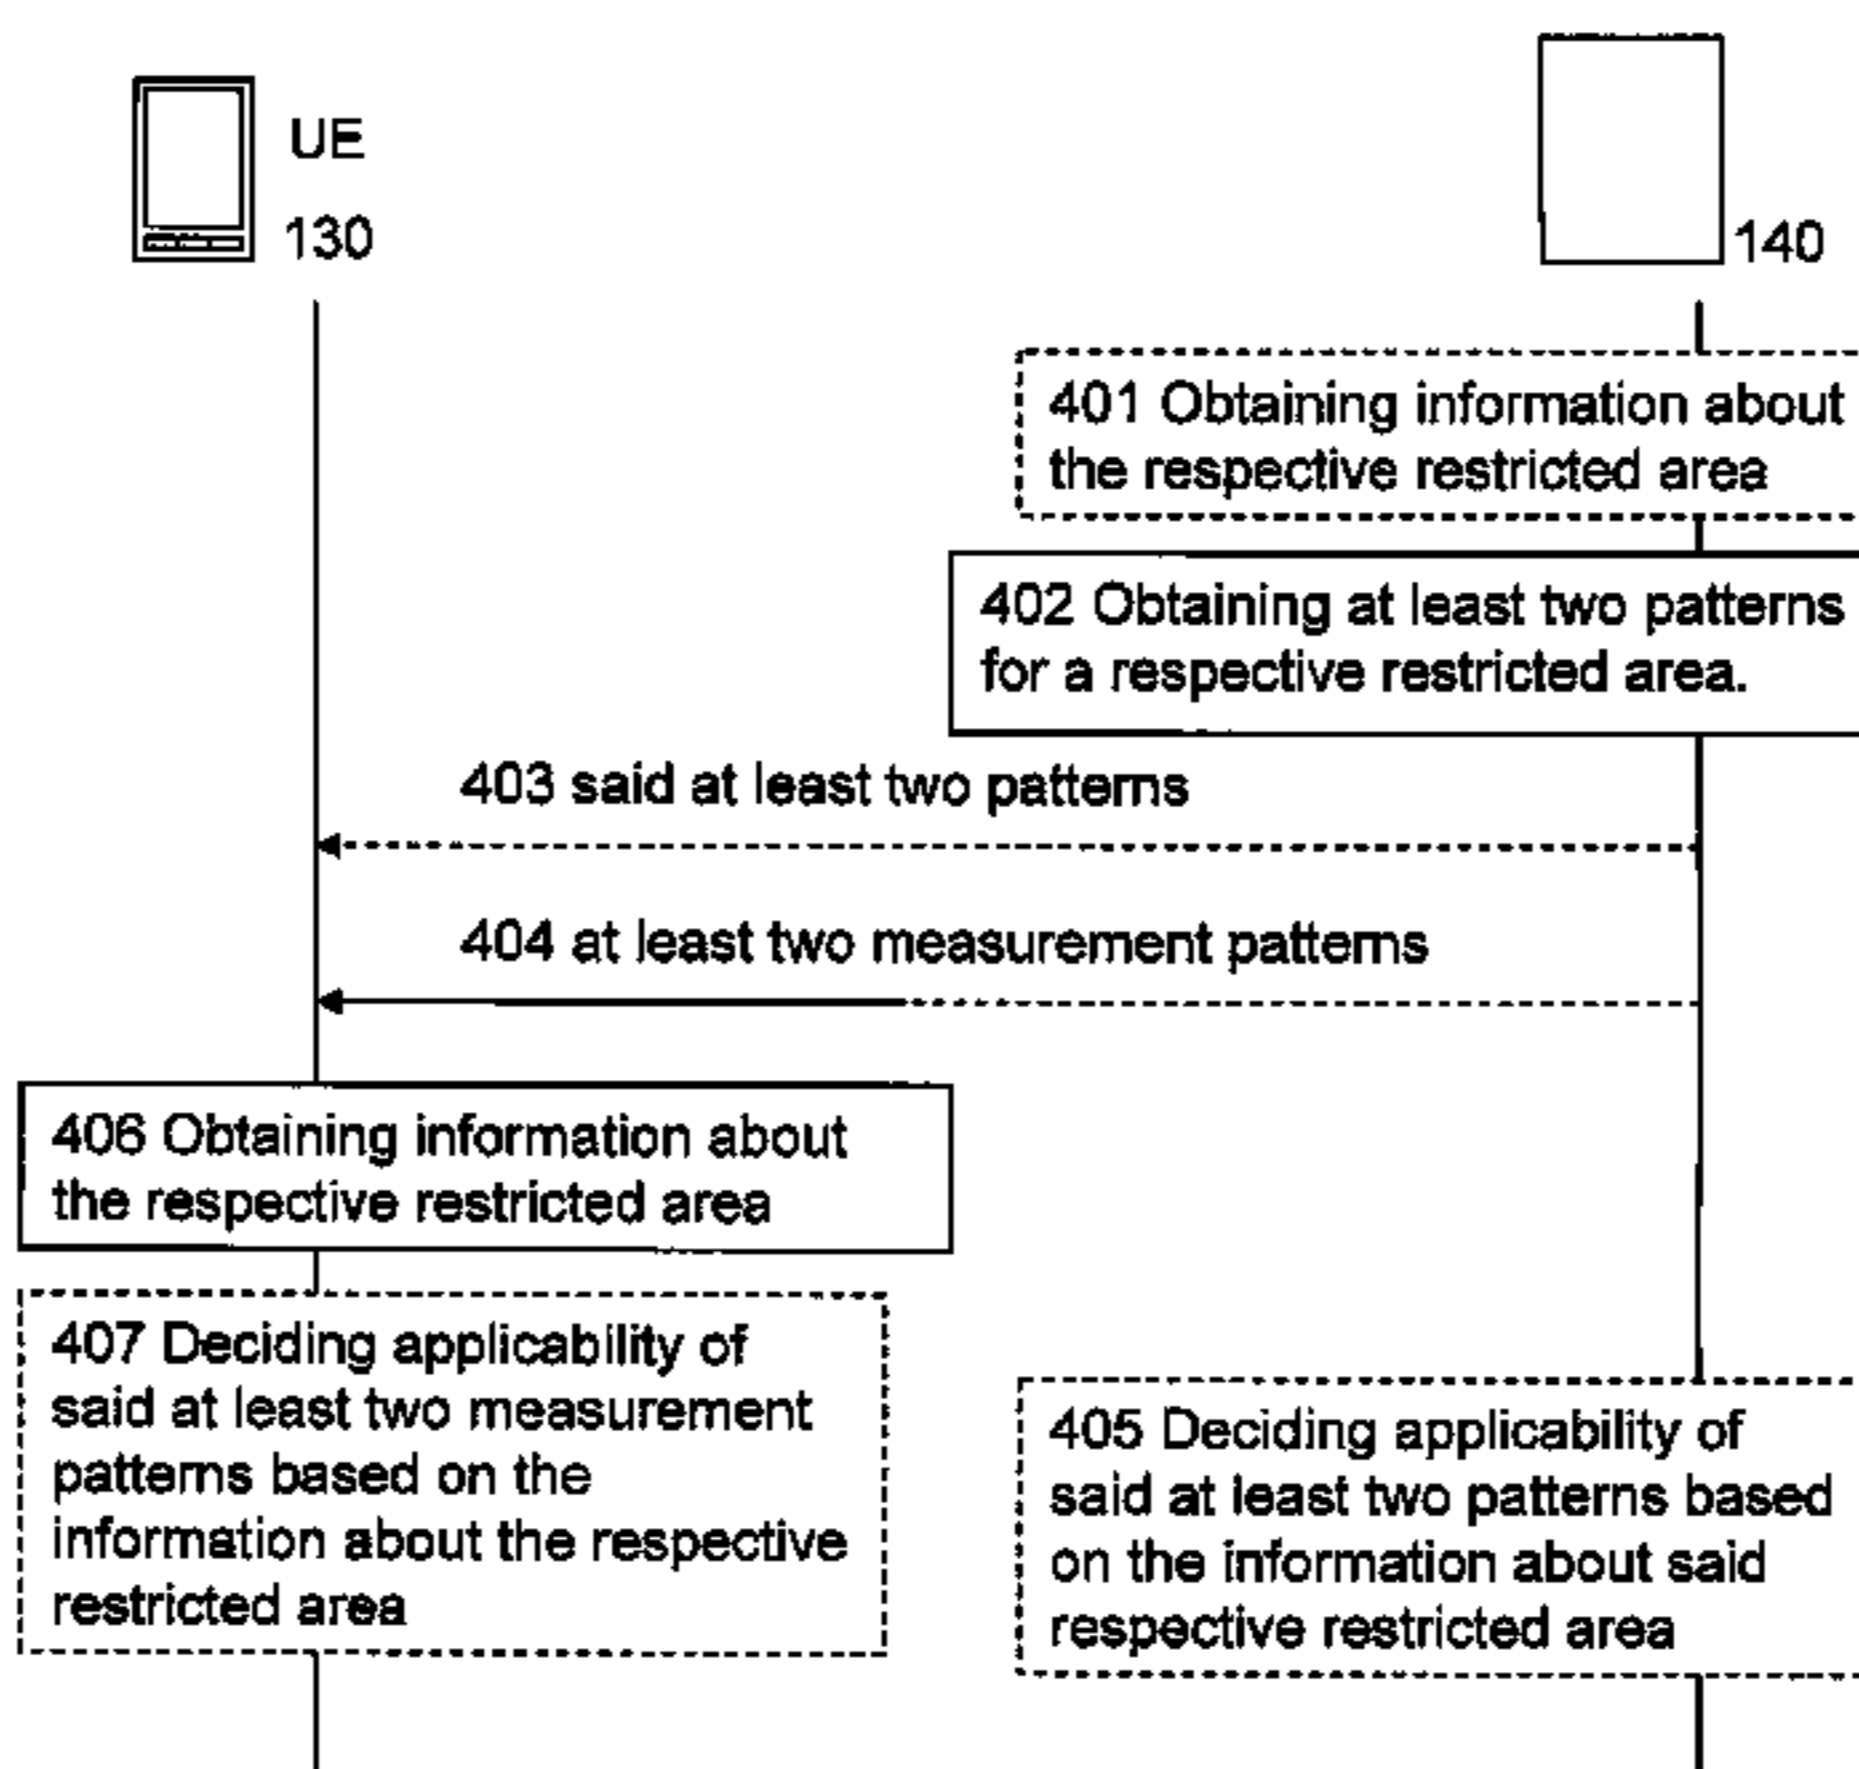 UE
130
140
401 Obtaining information about
the respective restricted area
402 Obtaining at least two patterns
for a respective restricted area.
403 said at least two patterns
404 at least two measurement patterns
406 Obtaining information about
the respective restricted area
407 Deciding applicability of
said at least two measurement
patterns based on the
information about the respective
restricted area
405 Deciding applicability of
said at least two patterns based
on the information about said
respective restricted area